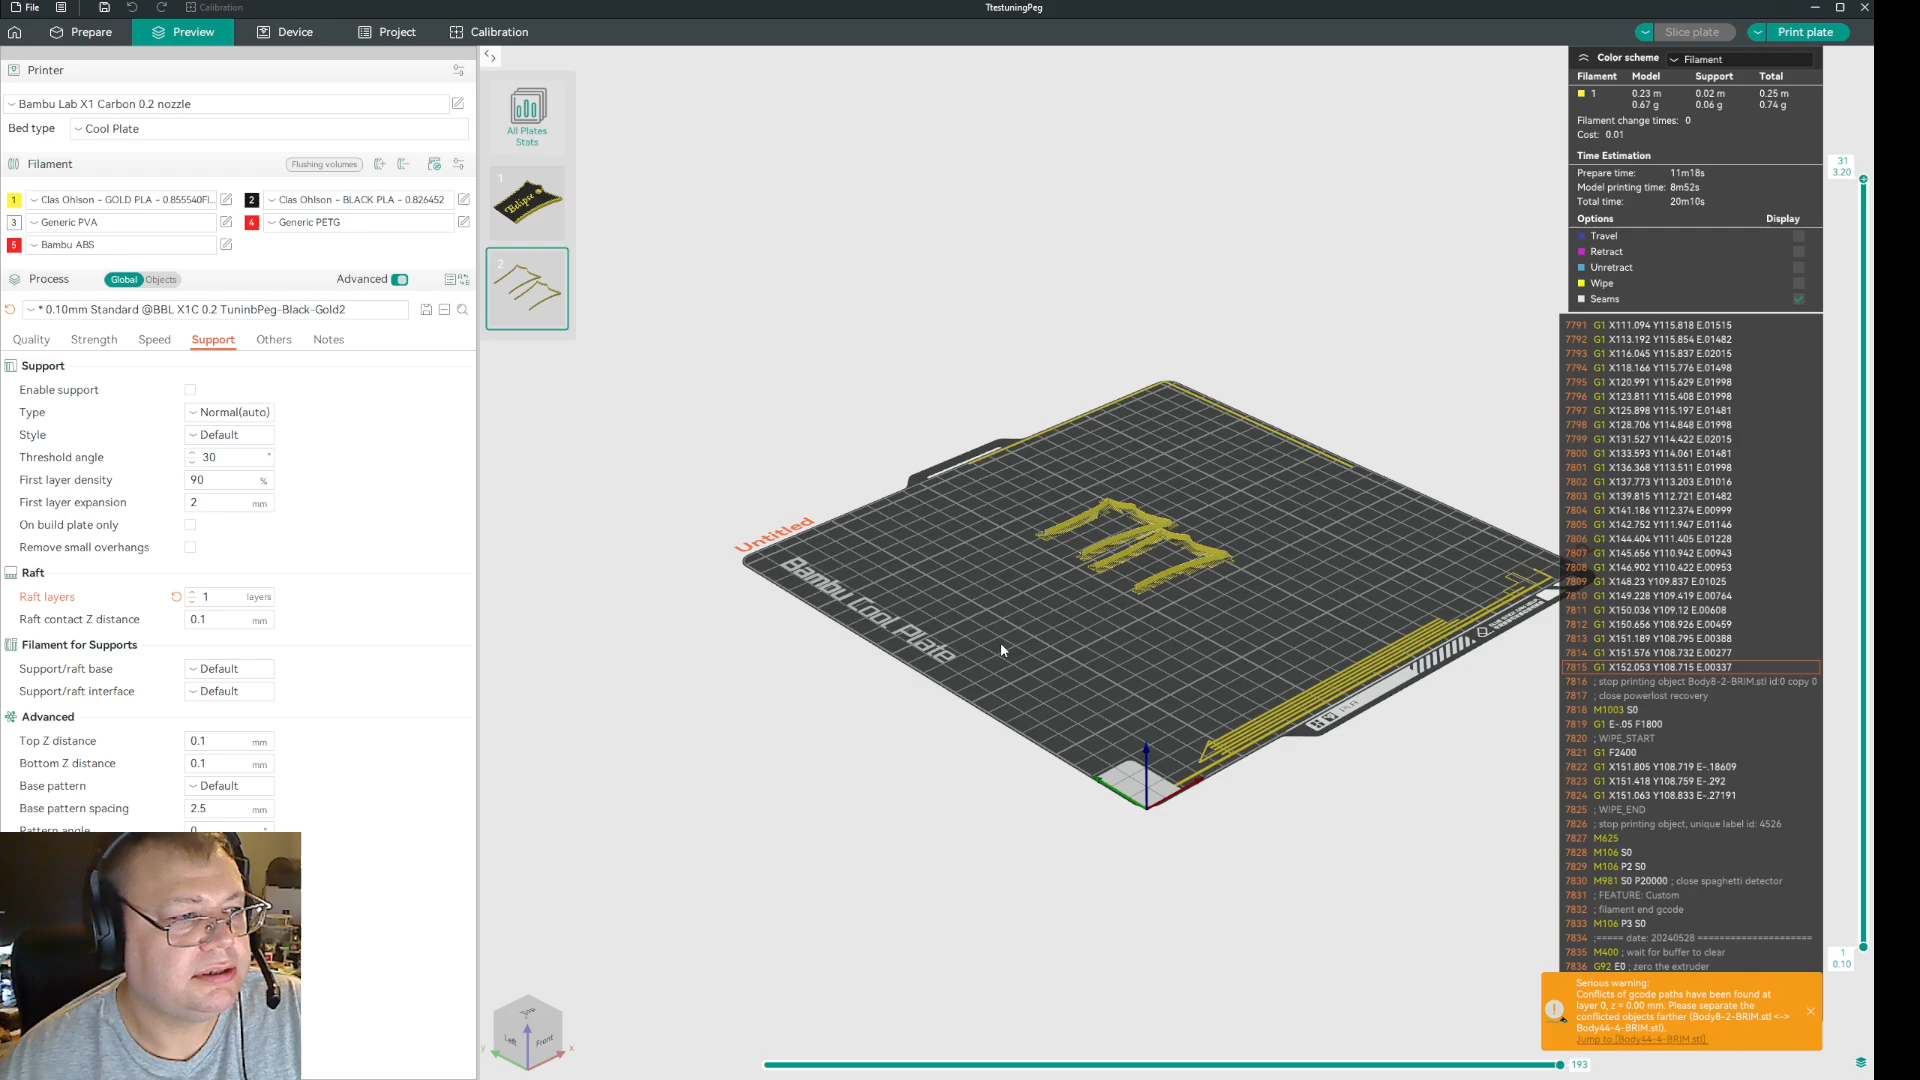 File
Calibration
TtestuningPeg
Prepare
Preview
Device
Project
Calibration
Slice plate
Print plate
Printer
Bambu Lab X1 Carbon 0.2 nozzle
Bed type
Cool Plate
Filament
Flushing volumes
1 Clas Ohlson - GOLD PLA - 0.855540Fl...
2 Clas Ohlson - BLACK PLA - 0.826452
3 Generic PVA
4 Generic PETG
5 Bambu ABS
Process
Global
Objects
Advanced
* 0.10mm Standard @BBL X1C 0.2 TuninbPeg-Black-Gold2
Quality
Strength
Speed
Support
Others
Notes
Support
Enable support
Type
Normal(auto)
Style
Default
Threshold angle
30 °
First layer density
90 %
First layer expansion
2 mm
On build plate only
Remove small overhangs
Raft
Raft layers
1 layers
Raft contact Z distance
0.1 mm
Filament for Supports
Support/raft base
Default
Support/raft interface
Default
Advanced
Top Z distance
0.1 mm
Bottom Z distance
0.1 mm
Base pattern
Default
Base pattern spacing
2.5 mm
Pattern angle
0 °
All Plates
Stats
1
Eclipse
2
Untitled
Bambu Cool Plate
PLA
Top
Left
Front
y
x
Color scheme
Filament
Filament Model Support Total
1 0.23 m 0.02 m 0.25 m
0.67 g 0.06 g 0.74 g
Filament change times: 0
Cost: 0.01
Time Estimation
Prepare time: 11m18s
Model printing time: 8m52s
Total time: 20m10s
Options Display
Travel
Retract
Unretract
Wipe
Seams
7791 G1 X111.094 Y115.818 E.01515
7792 G1 X113.192 Y115.854 E.01482
7793 G1 X116.045 Y115.837 E.02015
7794 G1 X118.166 Y115.776 E.01498
7795 G1 X120.991 Y115.629 E.01998
7796 G1 X123.811 Y115.408 E.01998
7797 G1 X125.898 Y115.197 E.01481
7798 G1 X128.706 Y114.848 E.01998
7799 G1 X131.527 Y114.422 E.02015
7800 G1 X133.593 Y114.061 E.01481
7801 G1 X136.368 Y113.511 E.01998
7802 G1 X137.773 Y113.203 E.01016
7803 G1 X139.815 Y112.721 E.01482
7804 G1 X141.186 Y112.374 E.00999
7805 G1 X142.752 Y111.947 E.01146
7806 G1 X144.404 Y111.405 E.01228
7807 G1 X145.656 Y110.942 E.00943
7808 G1 X146.902 Y110.422 E.00953
7809 G1 X148.23 Y109.837 E.01025
7810 G1 X149.228 Y109.419 E.00764
7811 G1 X150.036 Y109.12 E.00608
7812 G1 X150.656 Y108.926 E.00459
7813 G1 X151.189 Y108.795 E.00388
7814 G1 X151.576 Y108.732 E.00277
7815 G1 X152.053 Y108.715 E.00337
7816 ; stop printing object Body8-2-BRIM.stl id:0 copy 0
7817 ; close powerlost recovery
7818 M1003 S0
7819 G1 E-.05 F1800
7820 ; WIPE_START
7821 G1 F2400
7822 G1 X151.805 Y108.719 E-.18609
7823 G1 X151.418 Y108.759 E-.292
7824 G1 X151.063 Y108.833 E-.27191
7825 ; WIPE_END
7826 ; stop printing object, unique label id: 4526
7827 M625
7828 M106 S0
7829 M106 P2 S0
7830 M981 S0 P20000 ; close spaghetti detector
7831 ; FEATURE: Custom
7832 ; filament end gcode
7833 M106 P3 S0
7834 ;===== date: 20240528 =====================
7835 M400 ; wait for buffer to clear
7836 G92 E0 ; zero the extruder
31
3.20
1
0.10
193
Serious warning:
Conflicts of gcode paths have been found at
layer 0, z = 0.00 mm. Please separate the
conflicted objects farther (Body8-2-BRIM.stl <->
Body44-4-BRIM.stl).
Jump to [Body44-4-BRIM.stl]